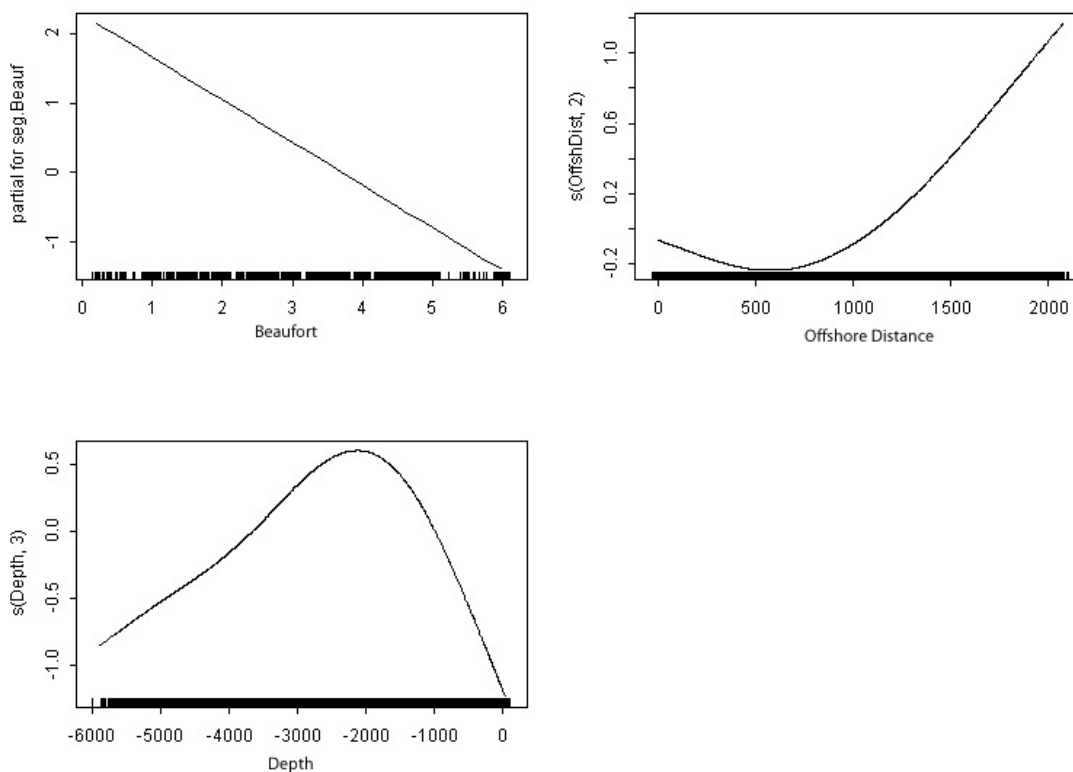 partial for seg.Beauf
2
1
0
-1
0 1 2 3 4 5 6
Beaufort
s(OffshDist, 2)
1.0
0.6
0.2
-0.2
0 500 1000 1500 2000
Offshore Distance
s(Depth, 3)
0.5
0.0
-0.5
-1.0
-6000 -5000 -4000 -3000 -2000 -1000 0
Depth